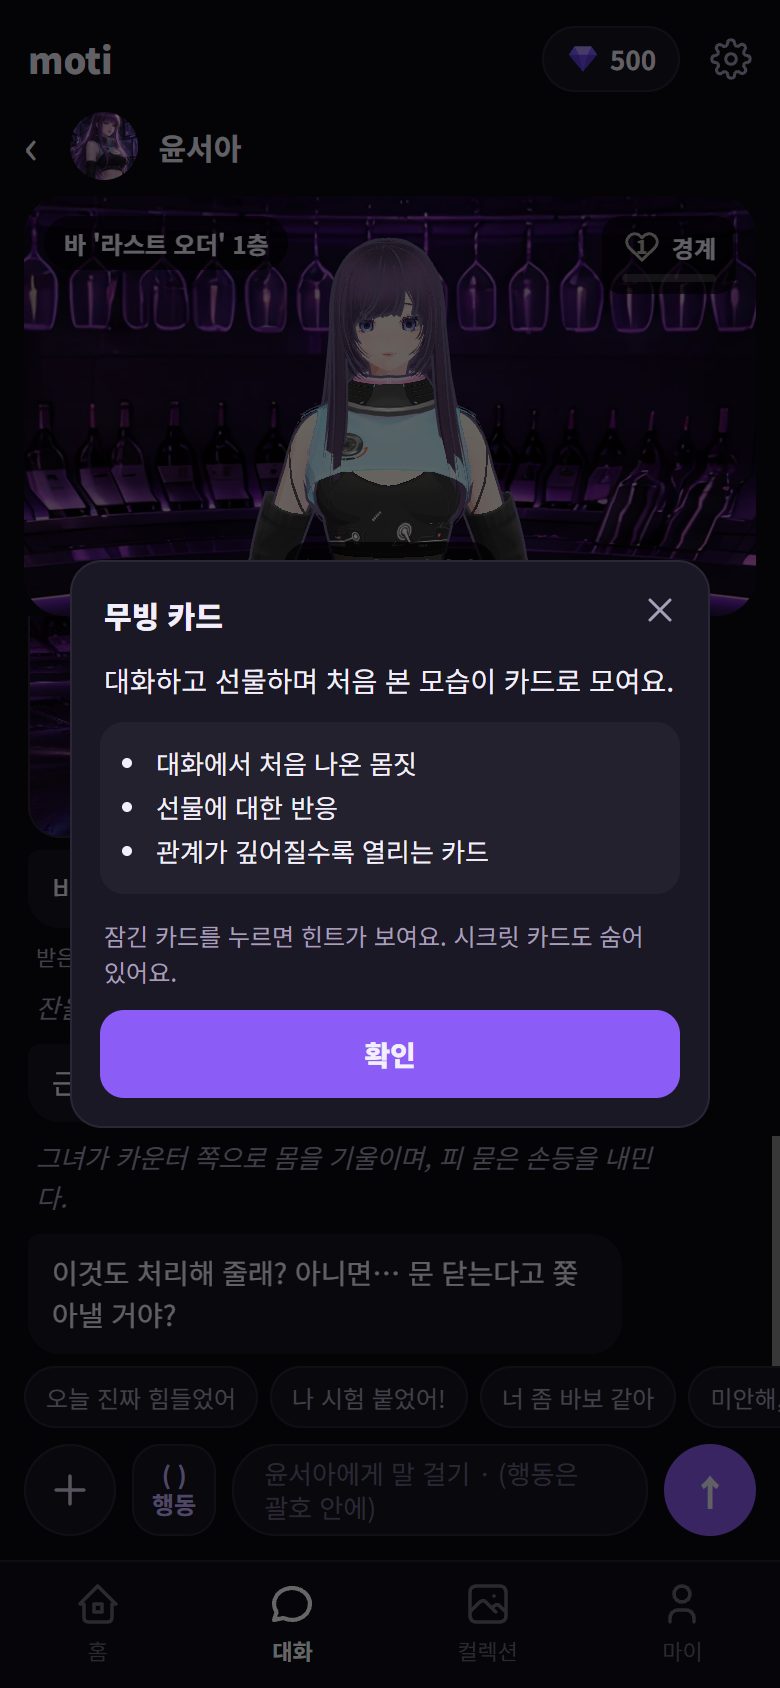 moti
500
윤서아
바 '라스트 오더' 1층
1 경계
무빙 카드
대화하고 선물하며 처음 본 모습이 카드로 모여요.
대화에서 처음 나온 몸짓
선물에 대한 반응
관계가 깊어질수록 열리는 카드
잠긴 카드를 누르면 힌트가 보여요. 시크릿 카드도 숨어
있어요.
확인
받은
잔을
근
그녀가 카운터 쪽으로 몸을 기울이며, 피 묻은 손등을 내민
다.
이것도 처리해 줄래? 아니면… 문 닫는다고 쫓
아낼 거야?
오늘 진짜 힘들었어
나 시험 붙었어!
너 좀 바보 같아
미안해,
( )
행동
윤서아에게 말 걸기 · (행동은
괄호 안에)
홈
대화
컬렉션
마이